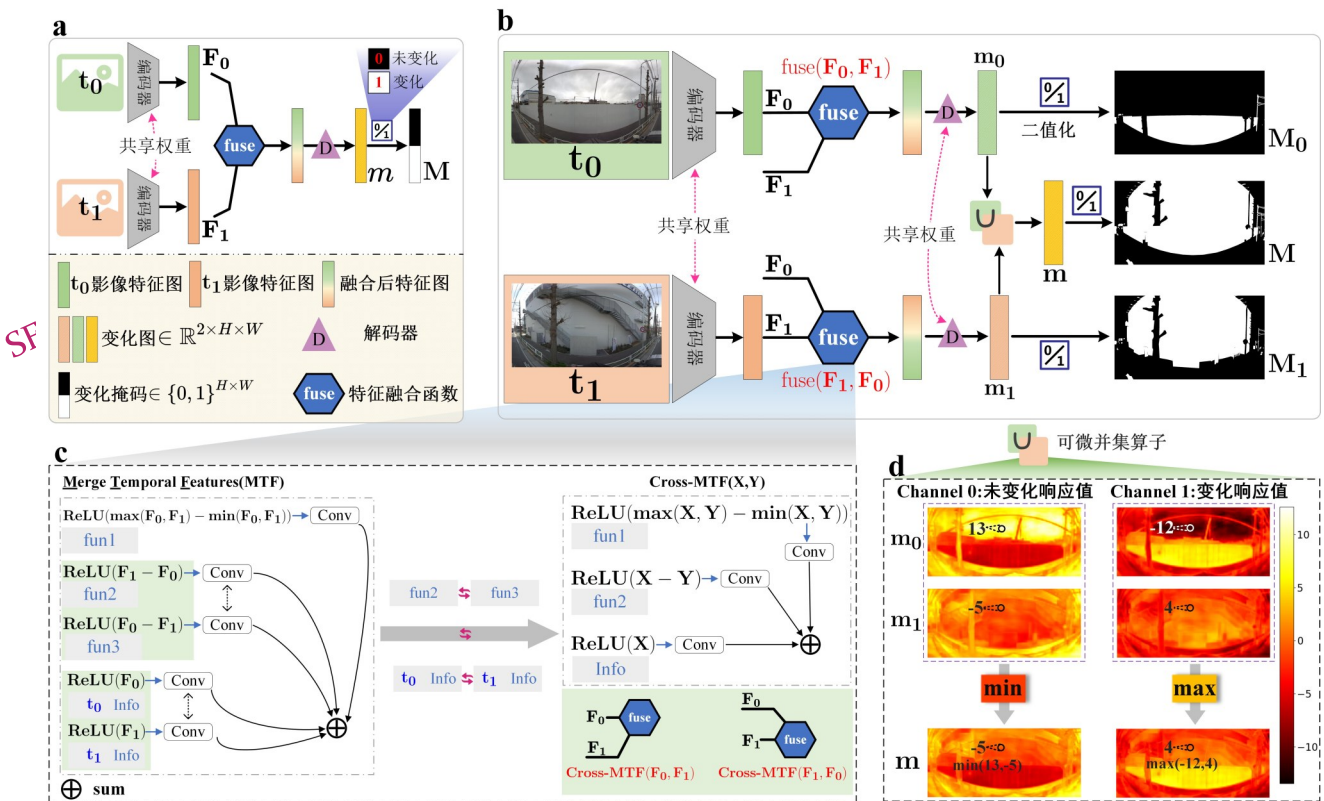 a
t₀
编码器
F₀
0 未变化
1 变化
共享权重
fuse
D
0/1
m
M
t₁
编码器
F₁
t₀影像特征图
t₁影像特征图
融合后特征图
变化图∈ ℝ^{2×H×W}
D
解码器
变化掩码∈ {0, 1}^{H×W}
fuse
特征融合函数
b
t₀
编码器
F₀
F₁
fuse(F₀, F₁)
fuse
D
m₀
0/1
二值化
M₀
共享权重
共享权重
∪
m
0/1
M
t₁
编码器
F₀
F₁
fuse
fuse(F₁, F₀)
D
m₁
0/1
M₁
c
Merge Temporal Features(MTF)
ReLU(max(F₀, F₁) − min(F₀, F₁))
Conv
fun1
ReLU(F₁ − F₀)
Conv
fun2
ReLU(F₀ − F₁)
Conv
fun3
ReLU(F₀)
Conv
t₀ Info
ReLU(F₁)
Conv
t₁ Info
⊕ sum
fun2 ⇆ fun3
⇆
t₀ Info ⇆ t₁ Info
Cross-MTF(X,Y)
ReLU(max(X, Y) − min(X, Y))
fun1
Conv
ReLU(X − Y)
Conv
fun2
ReLU(X)
Conv
Info
F₀
F₁
fuse
Cross-MTF(F₀, F₁)
F₀
F₁
fuse
Cross-MTF(F₁, F₀)
∪ 可微并集算子
d
Channel 0:未变化响应值
Channel 1:变化响应值
m₀
13
-12
m₁
-5
4
min
max
m
-5
min(13,-5)
4
max(-12,4)
10
5
0
−5
−10